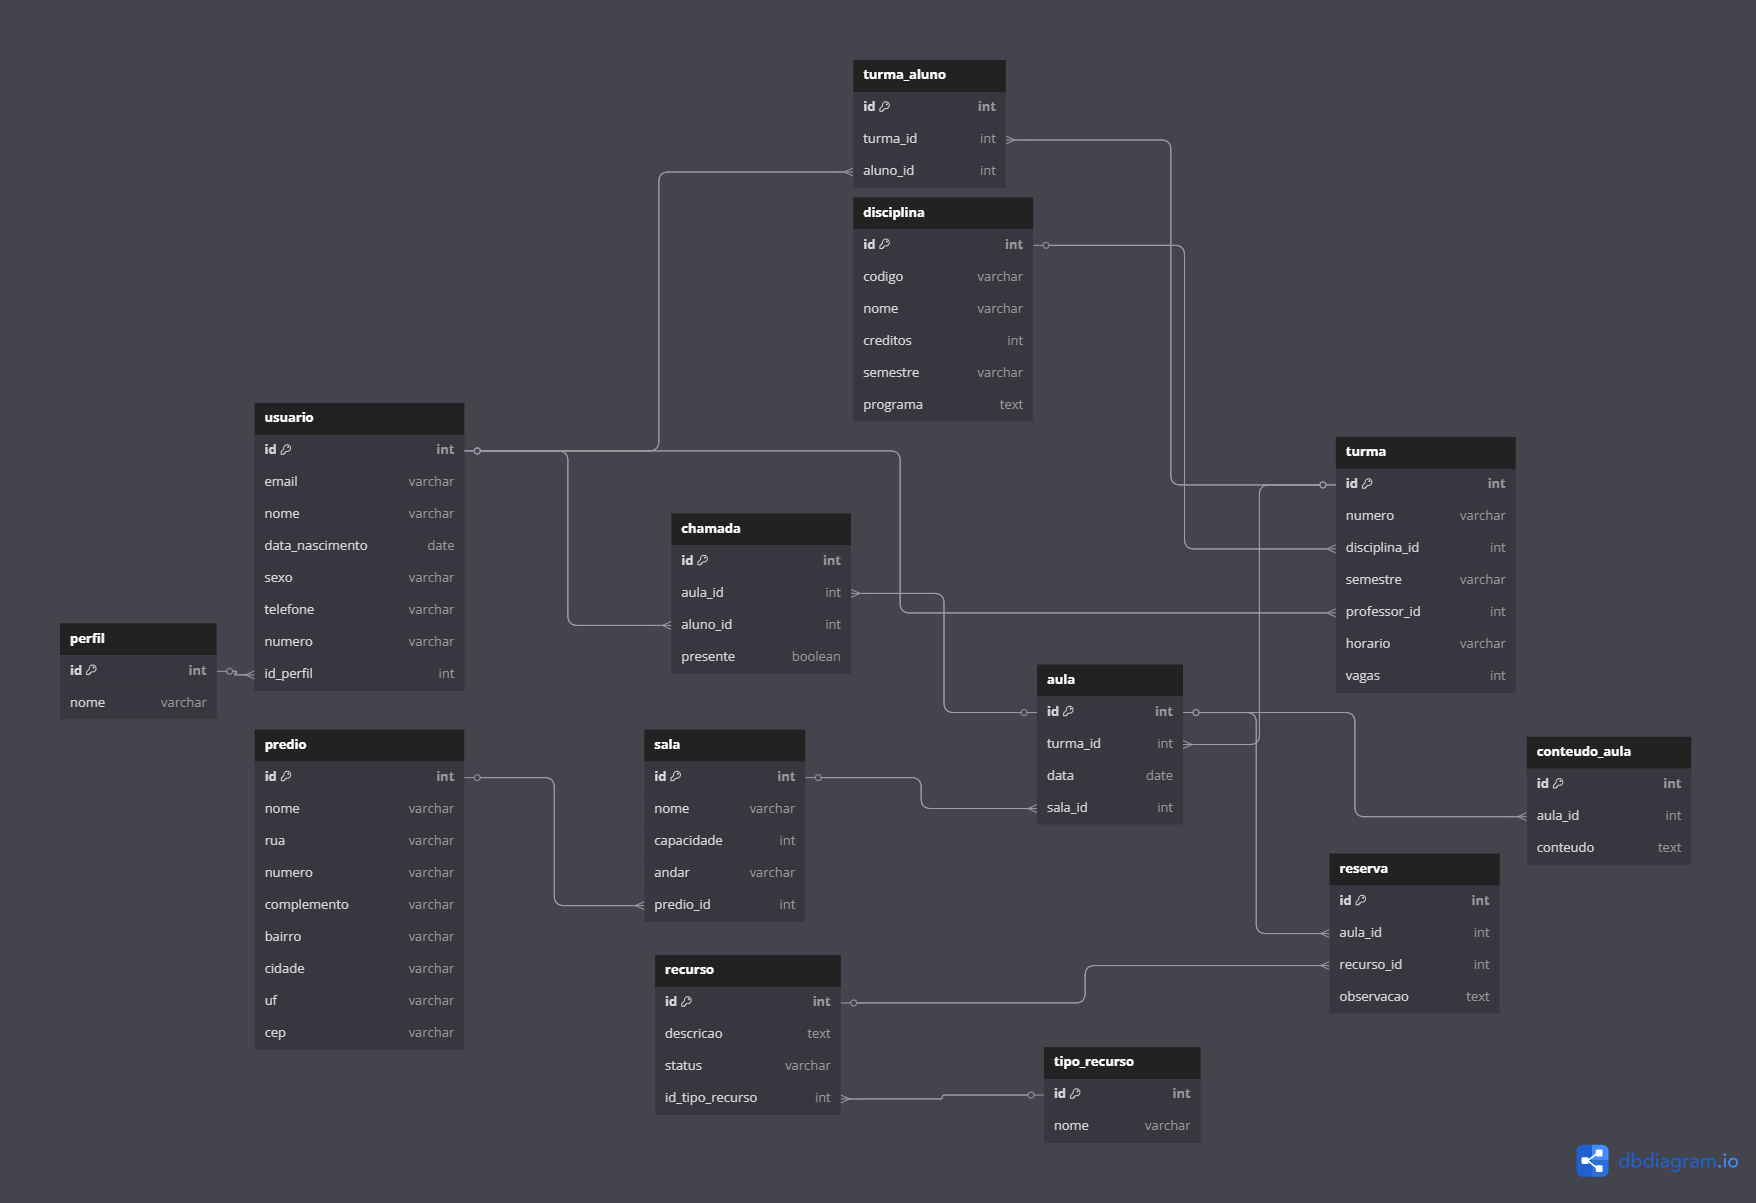 turma_aluno
id int
turma_id int
aluno_id int
disciplina
id int
codigo varchar
nome varchar
creditos int
semestre varchar
programa text
usuario
id int
email varchar
nome varchar
data_nascimento date
sexo varchar
telefone varchar
numero varchar
id_perfil int
turma
id int
numero varchar
disciplina_id int
semestre varchar
professor_id int
horario varchar
vagas int
chamada
id int
aula_id int
aluno_id int
presente boolean
perfil
id int
nome varchar
aula
id int
turma_id int
data date
sala_id int
predio
id int
nome varchar
rua varchar
numero varchar
complemento varchar
bairro varchar
cidade varchar
uf varchar
cep varchar
sala
id int
nome varchar
capacidade int
andar varchar
predio_id int
conteudo_aula
id int
aula_id int
conteudo text
reserva
id int
aula_id int
recurso_id int
observacao text
recurso
id int
descricao text
status varchar
id_tipo_recurso int
tipo_recurso
id int
nome varchar
dbdiagram.io